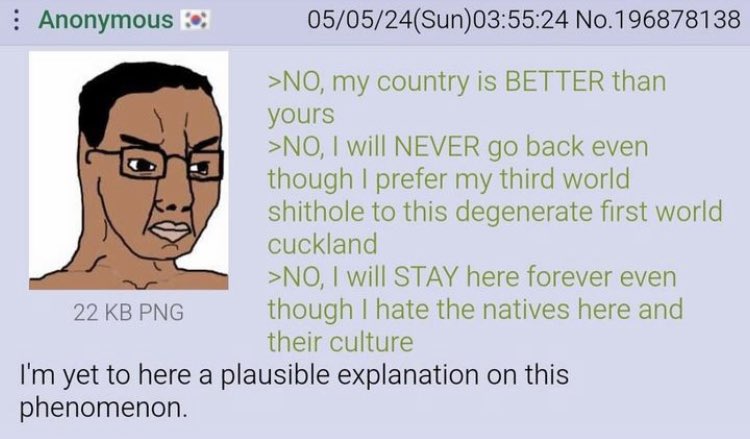 Anonymous 05/05/24(Sun)03:55:24 No.196878138
>NO, my country is BETTER than
yours
>NO, I will NEVER go back even
though I prefer my third world
shithole to this degenerate first world
cuckland
>NO, I will STAY here forever even
though I hate the natives here and
their culture
22 KB PNG
I'm yet to here a plausible explanation on this
phenomenon.